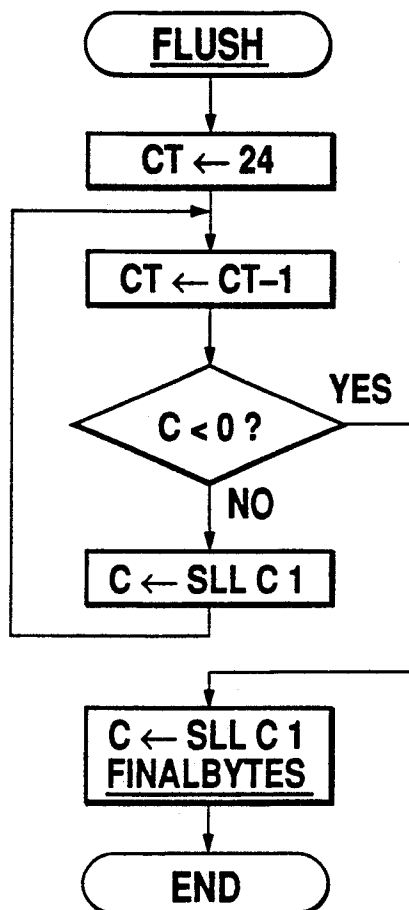 FLUSH
CT ← 24
CT ← CT–1
C < 0 ?
YES
NO
C ← SLL C 1
C ← SLL C 1
FINALBYTES
END